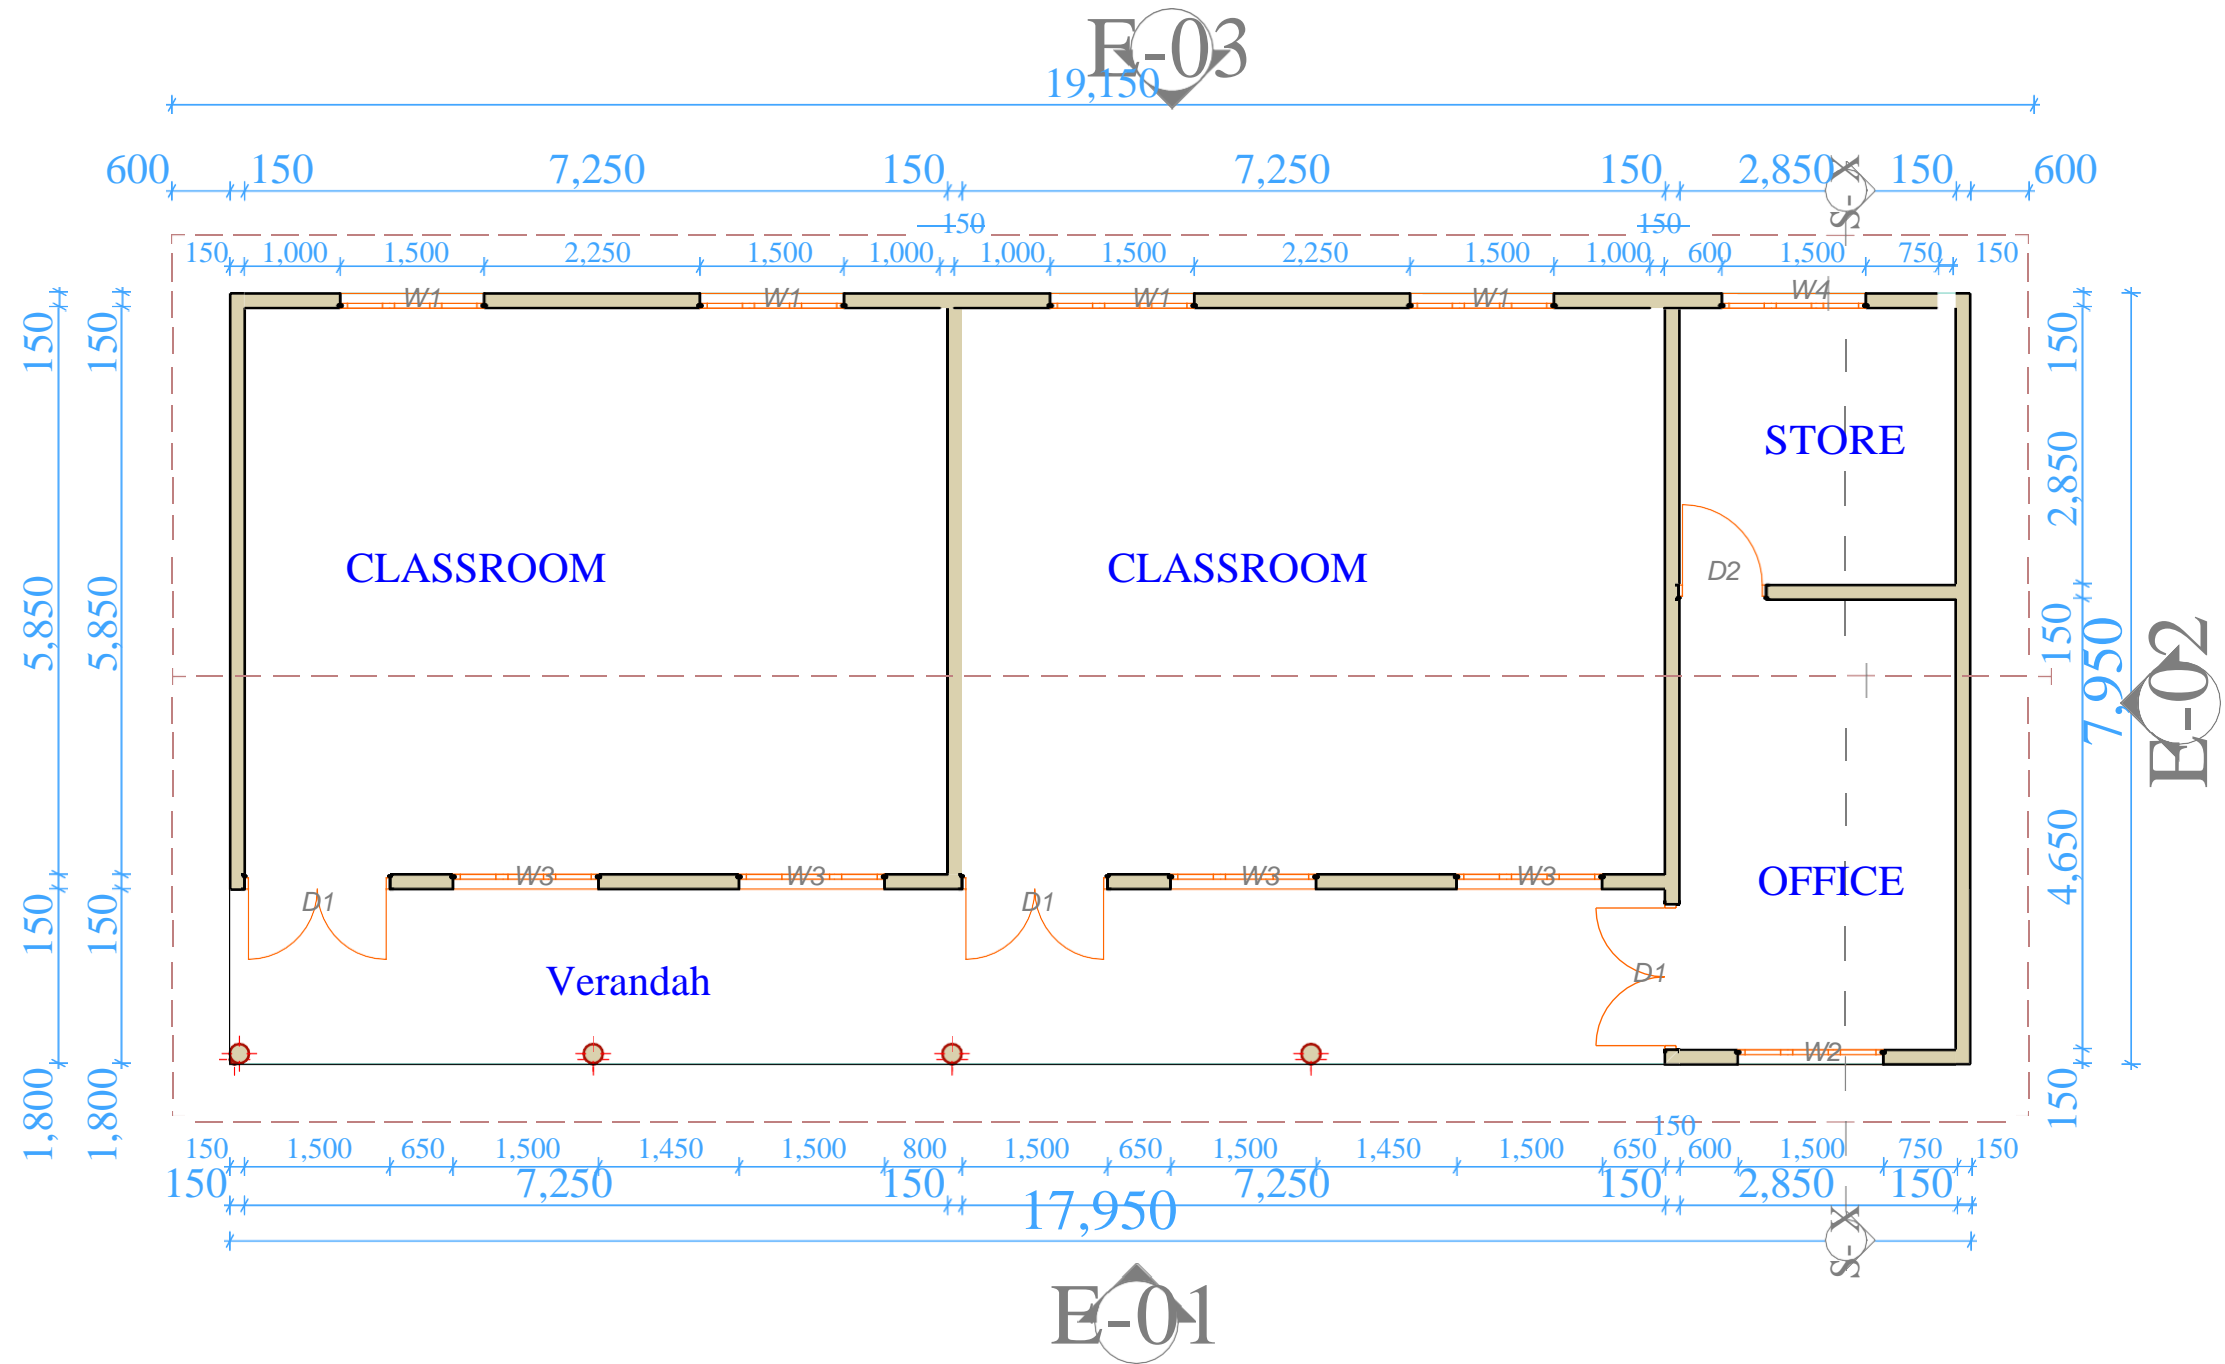 E-03
19,150
600 150 7,250 150 7,250 150 2,850 150 600
S-X
150 150
150 1,000 1,500 2,250 1,500 1,000 1,000 1,500 2,250 1,500 1,000 600 1,500 750 150
W1 W1 W1 W1 W4
150 150 150
STORE
2,850
CLASSROOM CLASSROOM D2
5,850 5,850 150 7,950 E-02
W3 W3 W3 W3 OFFICE 4,650
D1 D1
150 150
Verandah D1
W2
1,800 1,800 150
150
150 1,500 650 1,500 1,450 1,500 800 1,500 650 1,500 1,450 1,500 650 600 1,500 750 150
150 7,250 150 7,250 150 2,850 150
17,950
S-X
E-01